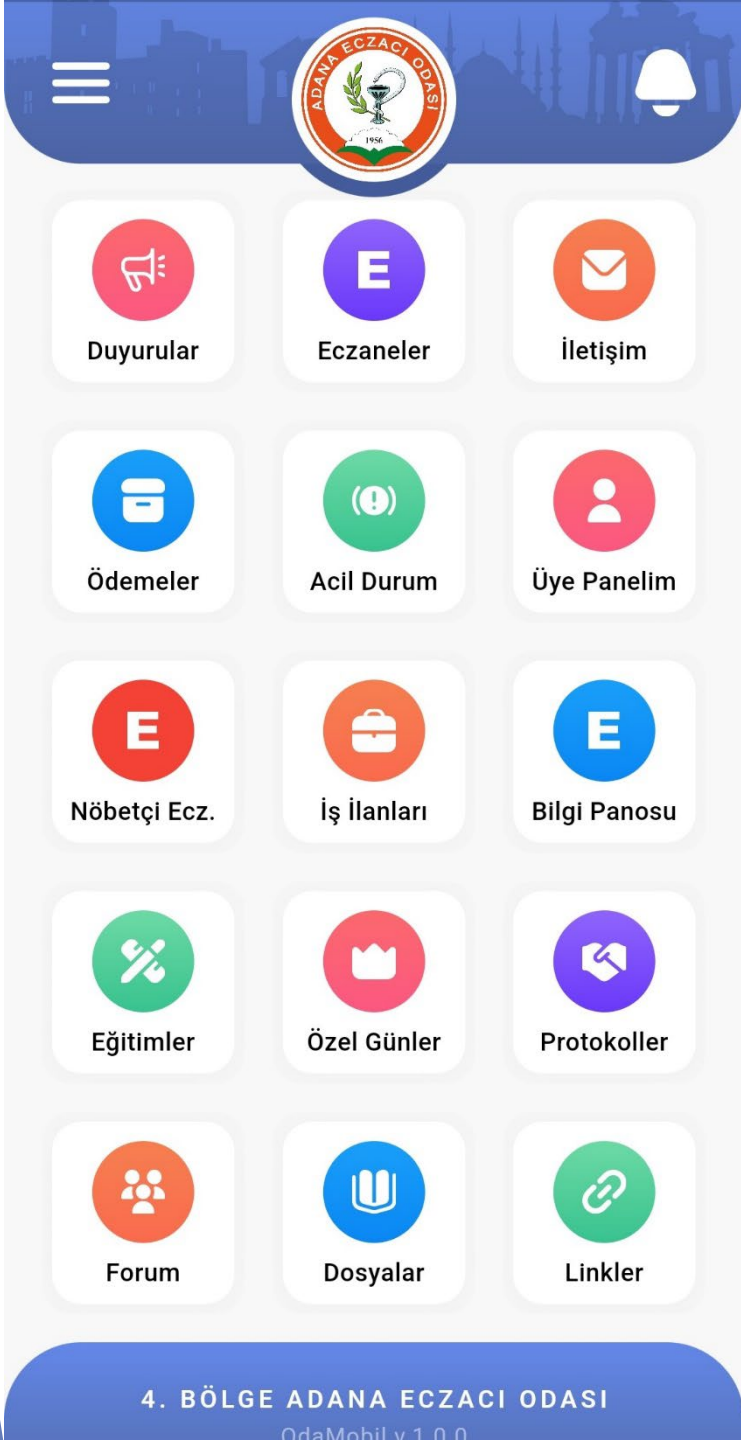 ADANA ECZACI ODASI
1956
Duyurular
Eczaneler
İletişim
Ödemeler
Acil Durum
Üye Panelim
E
Nöbetçi Ecz.
İş İlanları
E
Bilgi Panosu
E
Eğitimler
Özel Günler
Protokoller
Forum
Dosyalar
Linkler
4. BÖLGE ADANA ECZACI ODASI
OdaMobil v.1.0.0